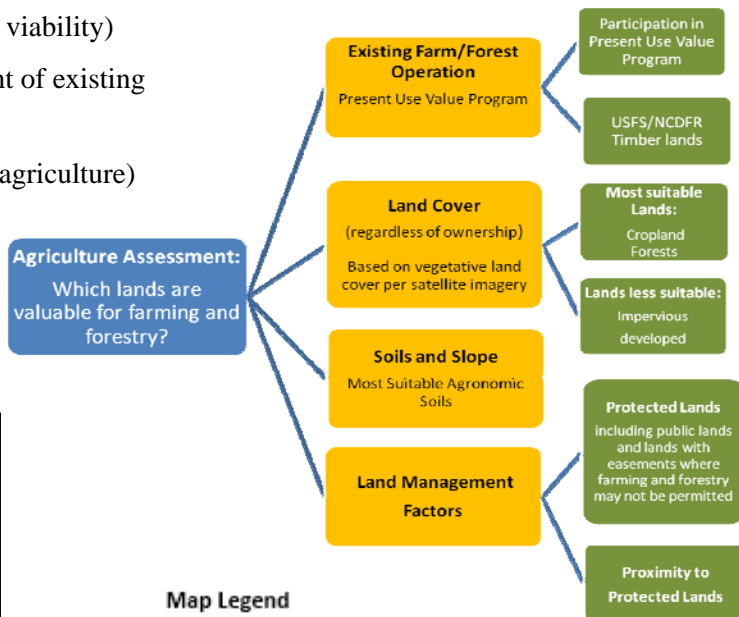 viability)
nt of existing
agriculture)
Agriculture Assessment:
Which lands are
valuable for farming and
forestry?
Existing Farm/Forest
Operation
Present Use Value Program
Participation in
Present Use Value
Program
USFS/NCDFR
Timber lands
Land Cover
(regardless of ownership)
Based on vegetative land
cover per satellite imagery
Most suitable
Lands:
Cropland
Forests
Lands less suitable:
Impervious
developed
Soils and Slope
Most Suitable Agronomic
Soils
Land Management
Factors
Protected Lands
including public lands
and lands with
easements where
farming and forestry
may not be permitted
Proximity to
Protected Lands
Map Legend